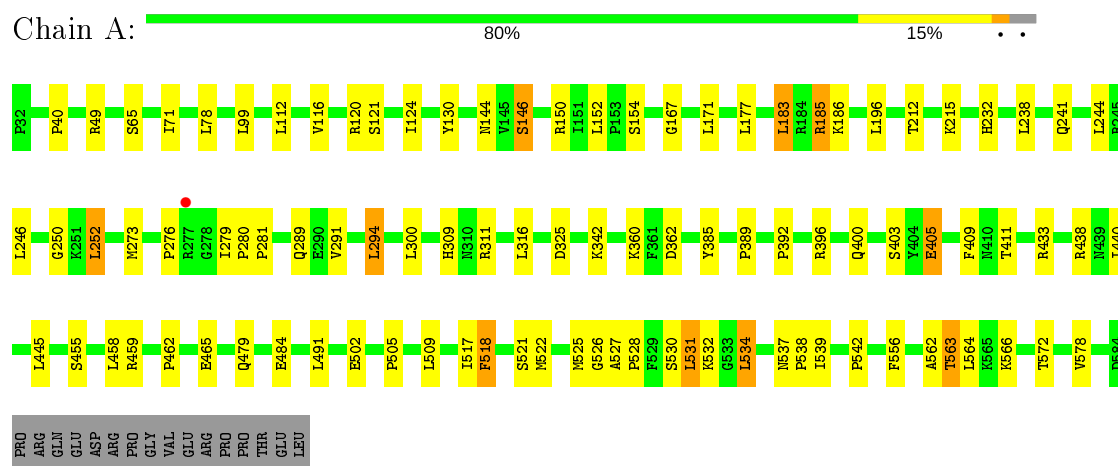 Chain A:
80% 15% • •
P32 P40 R49 S65 I71 L78 L99 L112 V116 R120 S121 I124 Y130 N144 V145 S146 R150 I151 L152 P153 S154 G167 L171 L177 L183 R184 R185 K186 L196 T212 K215 H232 L238 Q241 L244
L246 G250 K251 L252 M273 P276 R277 G278 I279 P280 P281 Q289 E290 V291 L294 L300 H309 N310 R311 L316 D325 K342 K360 F361 D362 Y385 P389 P392 R396 Q400 S403 Y404 E405 F409 N410 T411 R433 R438 N439
L445 S455 L458 R459 P462 E465 Q479 E484 L491 E502 P505 L509 I517 F518 S521 M522 M525 G526 A527 P528 F529 S530 L531 K532 G533 L534 N537 P538 I539 P542 F556 A562 T563 L564 K565 K566 T572 V578
PRO ARG GLN GLU ASP ARG PRO GLY VAL GLU ARG PRO PRO THR GLU LEU